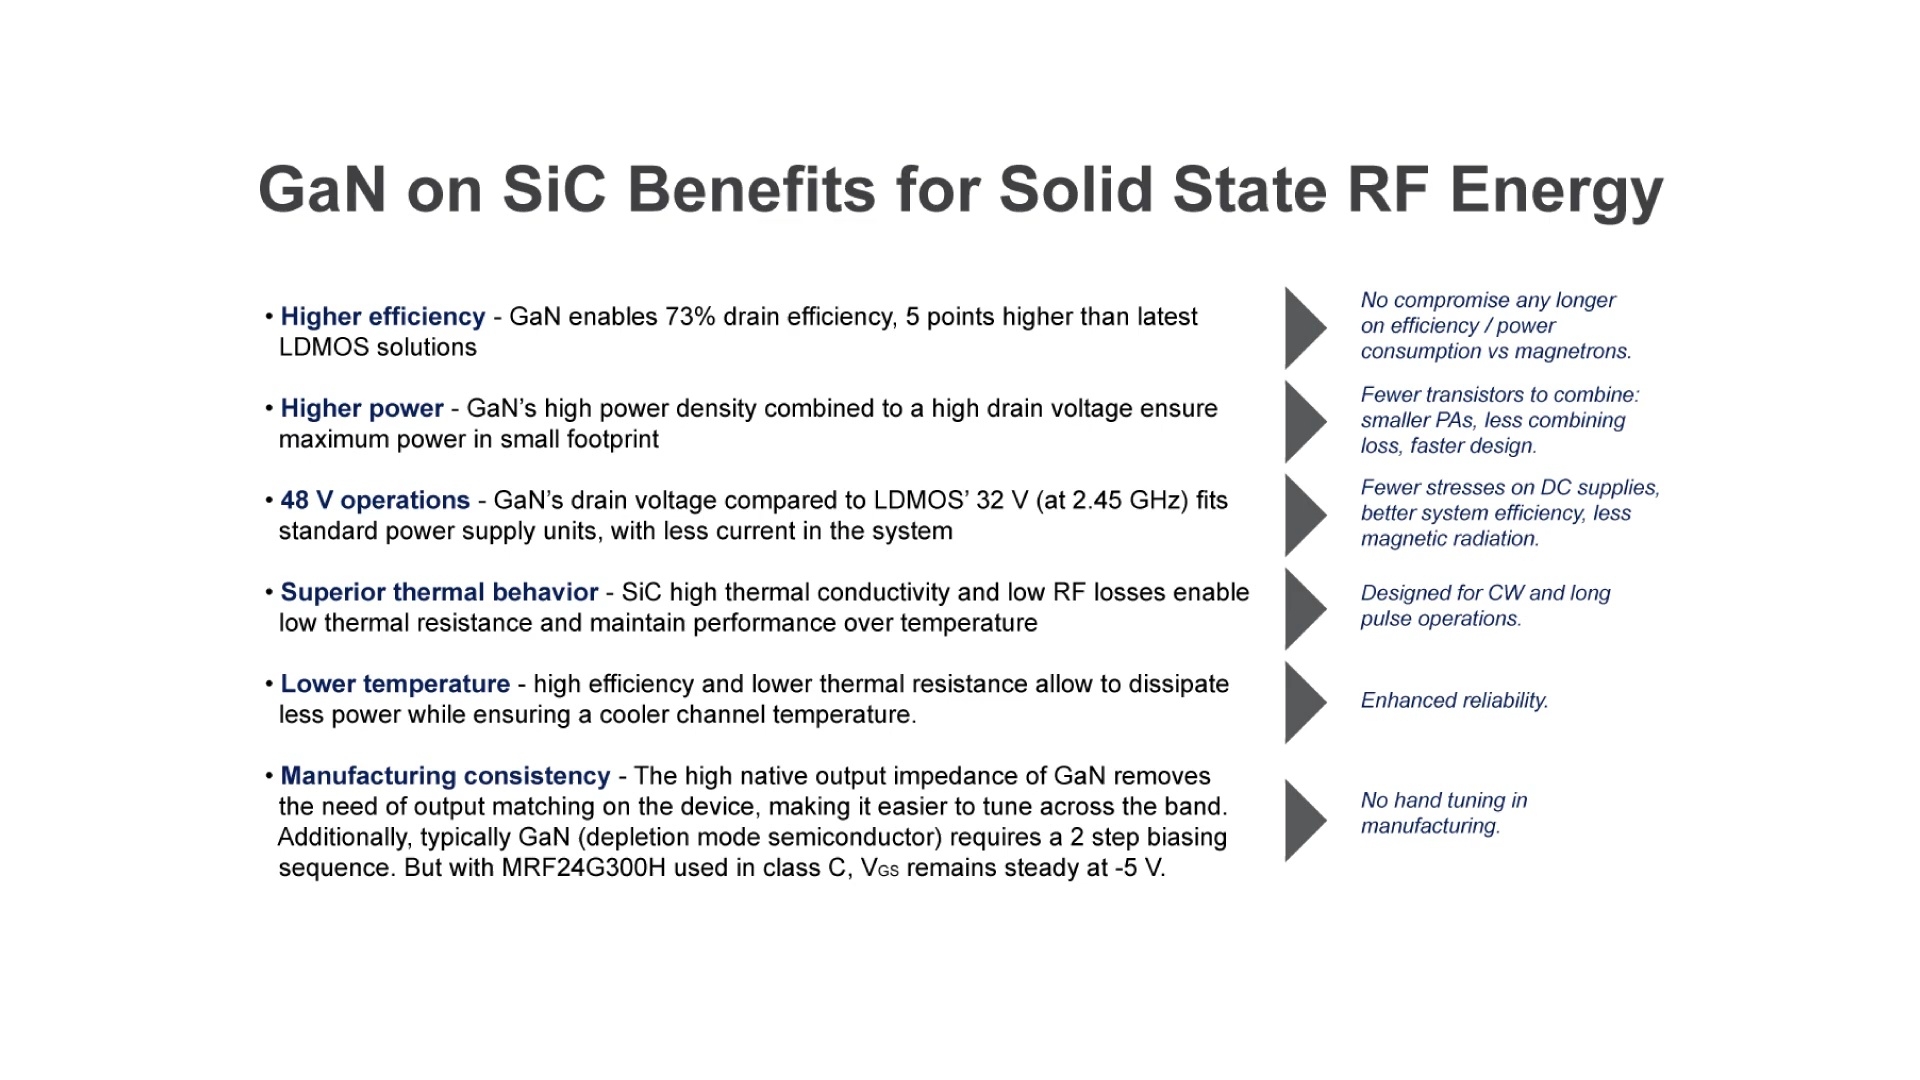 GaN on SiC Benefits for Solid State RF Energy
• Higher efficiency - GaN enables 73% drain efficiency, 5 points higher than latest
LDMOS solutions
No compromise any longer
on efficiency / power
consumption vs magnetrons.
• Higher power - GaN’s high power density combined to a high drain voltage ensure
maximum power in small footprint
Fewer transistors to combine:
smaller PAs, less combining
loss, faster design.
• 48 V operations - GaN’s drain voltage compared to LDMOS’ 32 V (at 2.45 GHz) fits
standard power supply units, with less current in the system
Fewer stresses on DC supplies,
better system efficiency, less
magnetic radiation.
• Superior thermal behavior - SiC high thermal conductivity and low RF losses enable
low thermal resistance and maintain performance over temperature
Designed for CW and long
pulse operations.
• Lower temperature - high efficiency and lower thermal resistance allow to dissipate
less power while ensuring a cooler channel temperature.
Enhanced reliability.
• Manufacturing consistency - The high native output impedance of GaN removes
the need of output matching on the device, making it easier to tune across the band.
Additionally, typically GaN (depletion mode semiconductor) requires a 2 step biasing
sequence. But with MRF24G300H used in class C, VGS remains steady at -5 V.
No hand tuning in
manufacturing.